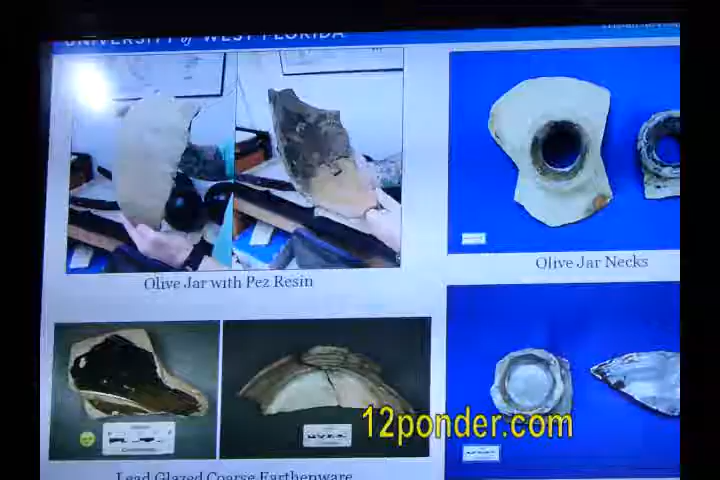 UNIVERSITY of WEST FLORIDA
Olive Jar with Pez Resin
Olive Jar Necks
Lead Glazed Coarse Earthenware
12ponder.com